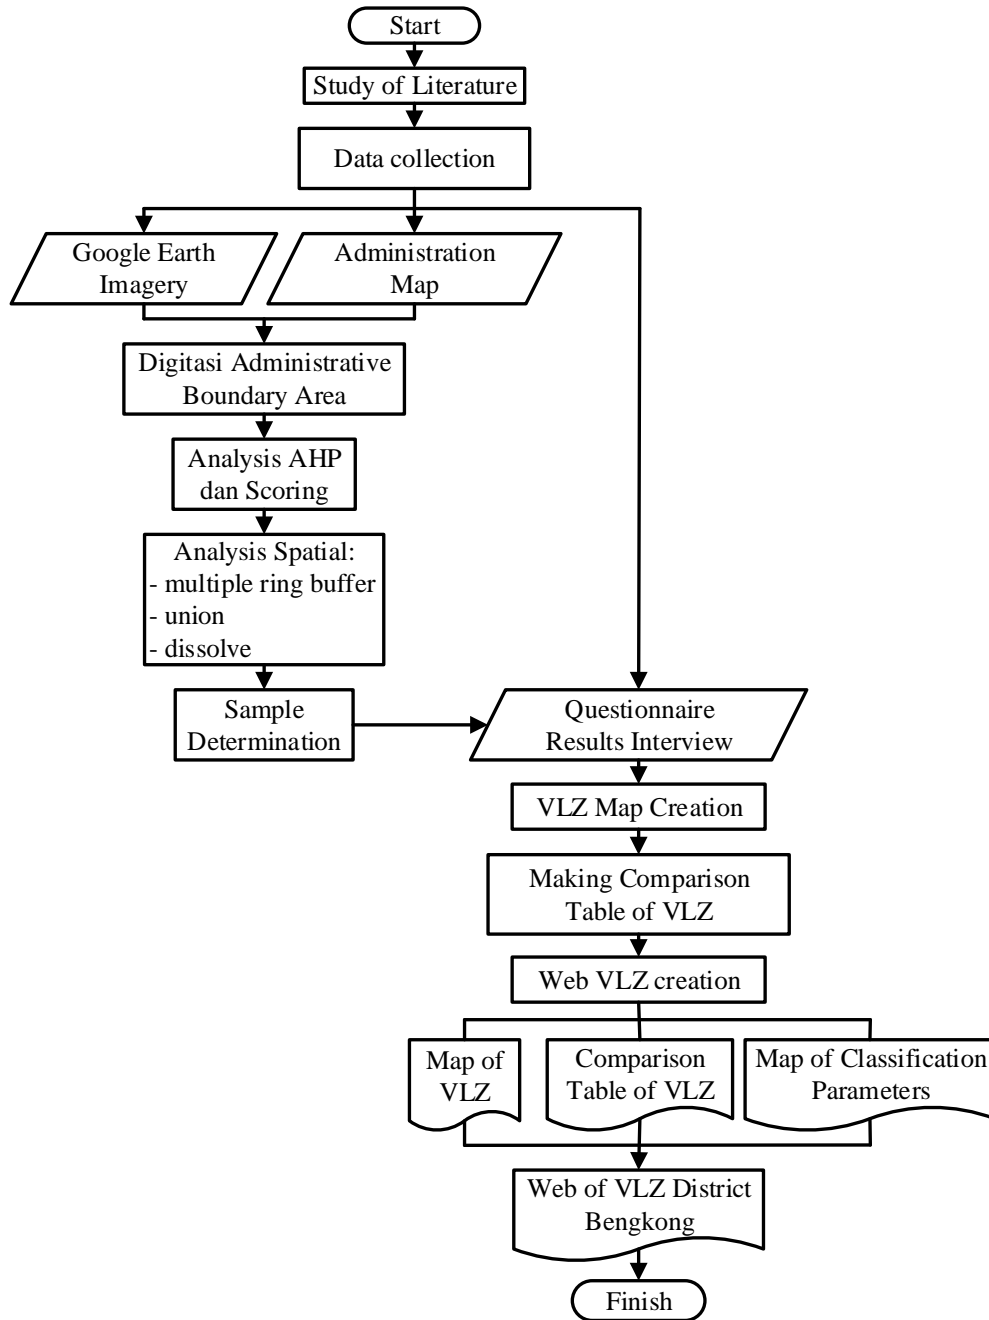 Start
Study of Literature
Data collection
Google Earth
Imagery
Administration
Map
Digitasi Administrative
Boundary Area
Analysis AHP
dan Scoring
Analysis Spatial:
- multiple ring buffer
- union
- dissolve
Sample
Determination
Questionnaire
Results Interview
VLZ Map Creation
Making Comparison
Table of VLZ
Web VLZ creation
Map of
VLZ
Comparison
Table of VLZ
Map of Classification
Parameters
Web of VLZ District
Bengkong
Finish